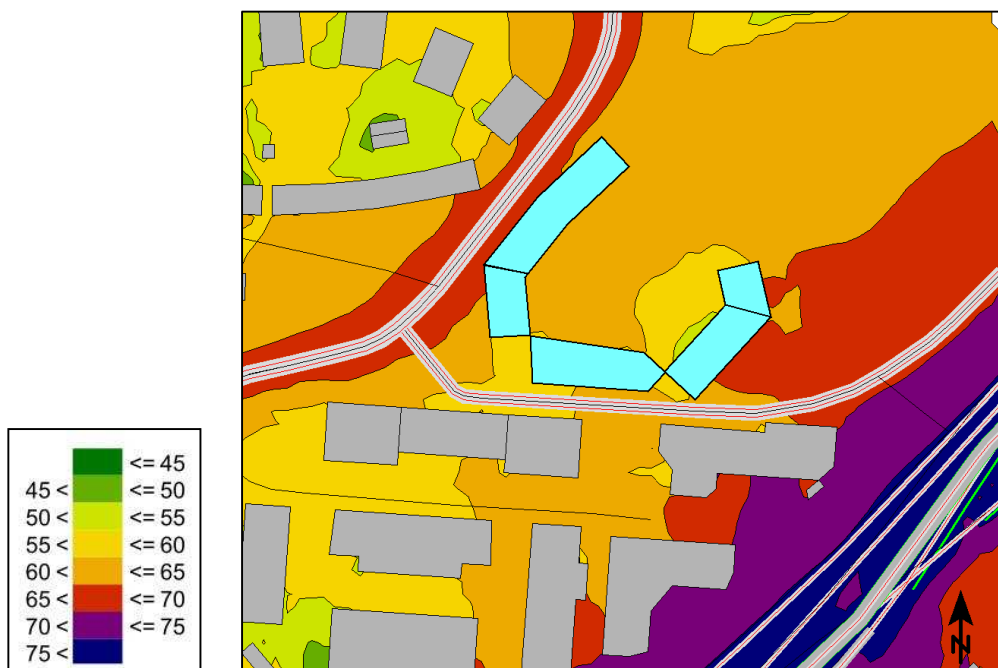 <= 45
45 < <= 50
50 < <= 55
55 < <= 60
60 < <= 65
65 < <= 70
70 < <= 75
75 <
N